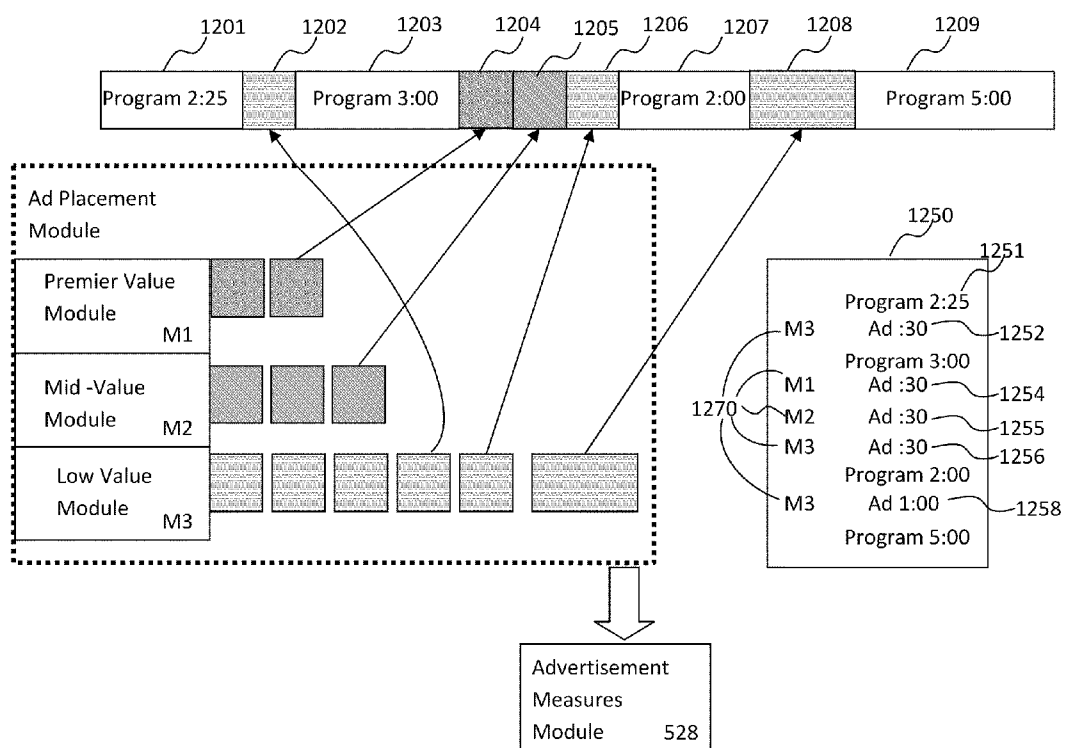 1201 1202 1203 1204 1205 1206 1207 1208 1209
Program 2:25 Program 3:00 Program 2:00 Program 5:00
Ad Placement
Module
Premier Value
Module
M1
Mid -Value
Module
M2
Low Value
Module
M3
1250
1251
Program 2:25
M3 Ad :30 1252
Program 3:00
M1 Ad :30 1254
1270 M2 Ad :30 1255
M3 Ad :30 1256
Program 2:00
M3 Ad 1:00 1258
Program 5:00
Advertisement
Measures
Module 528